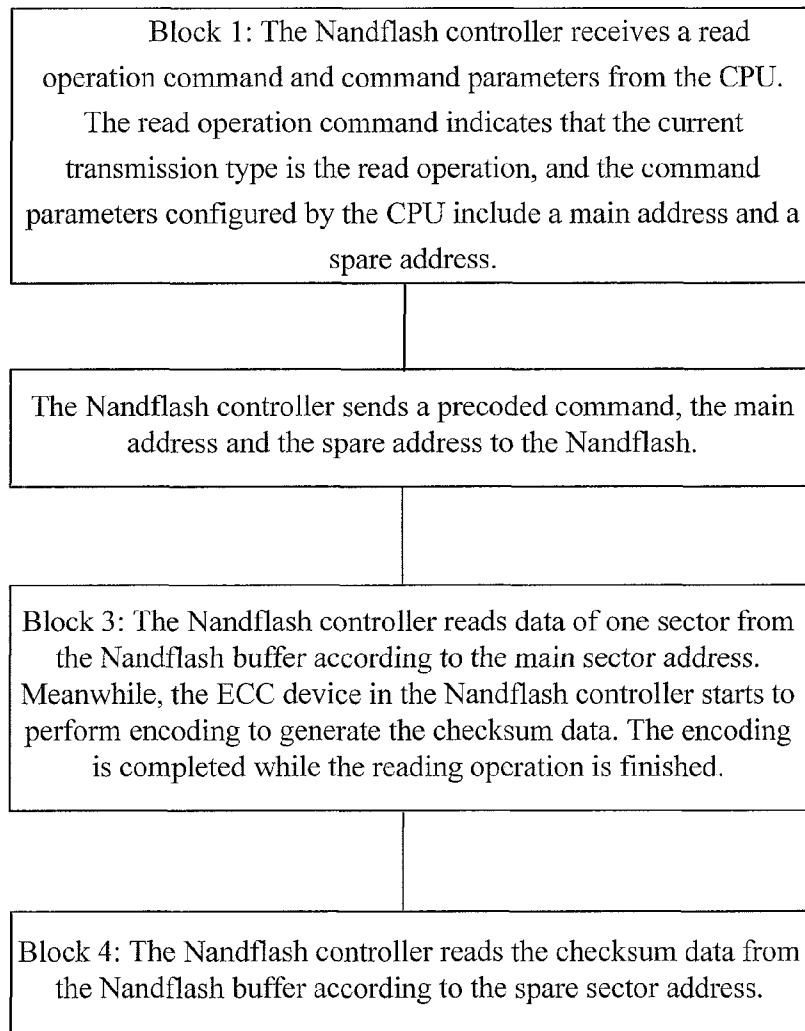 Block 1: The Nandflash controller receives a read
operation command and command parameters from the CPU.
The read operation command indicates that the current
transmission type is the read operation, and the command
parameters configured by the CPU include a main address and a
spare address.
The Nandflash controller sends a precoded command, the main
address and the spare address to the Nandflash.
Block 3: The Nandflash controller reads data of one sector from
the Nandflash buffer according to the main sector address.
Meanwhile, the ECC device in the Nandflash controller starts to
perform encoding to generate the checksum data. The encoding
is completed while the reading operation is finished.
Block 4: The Nandflash controller reads the checksum data from
the Nandflash buffer according to the spare sector address.